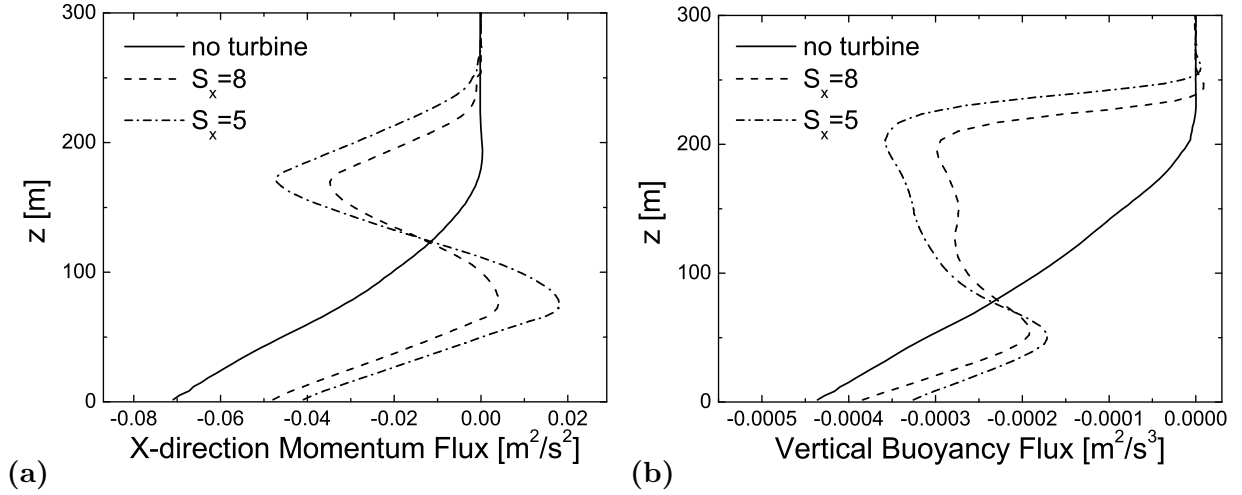 300
200
100
0
z [m]
no turbine
S_x=8
S_x=5
-0.08 -0.06 -0.04 -0.02 0.00 0.02
X-direction Momentum Flux [m²/s²]
(a)
300
200
100
0
z [m]
no turbine
S_x=8
S_x=5
-0.0005 -0.0004 -0.0003 -0.0002 -0.0001 0.0000
Vertical Buoyancy Flux [m²/s³]
(b)